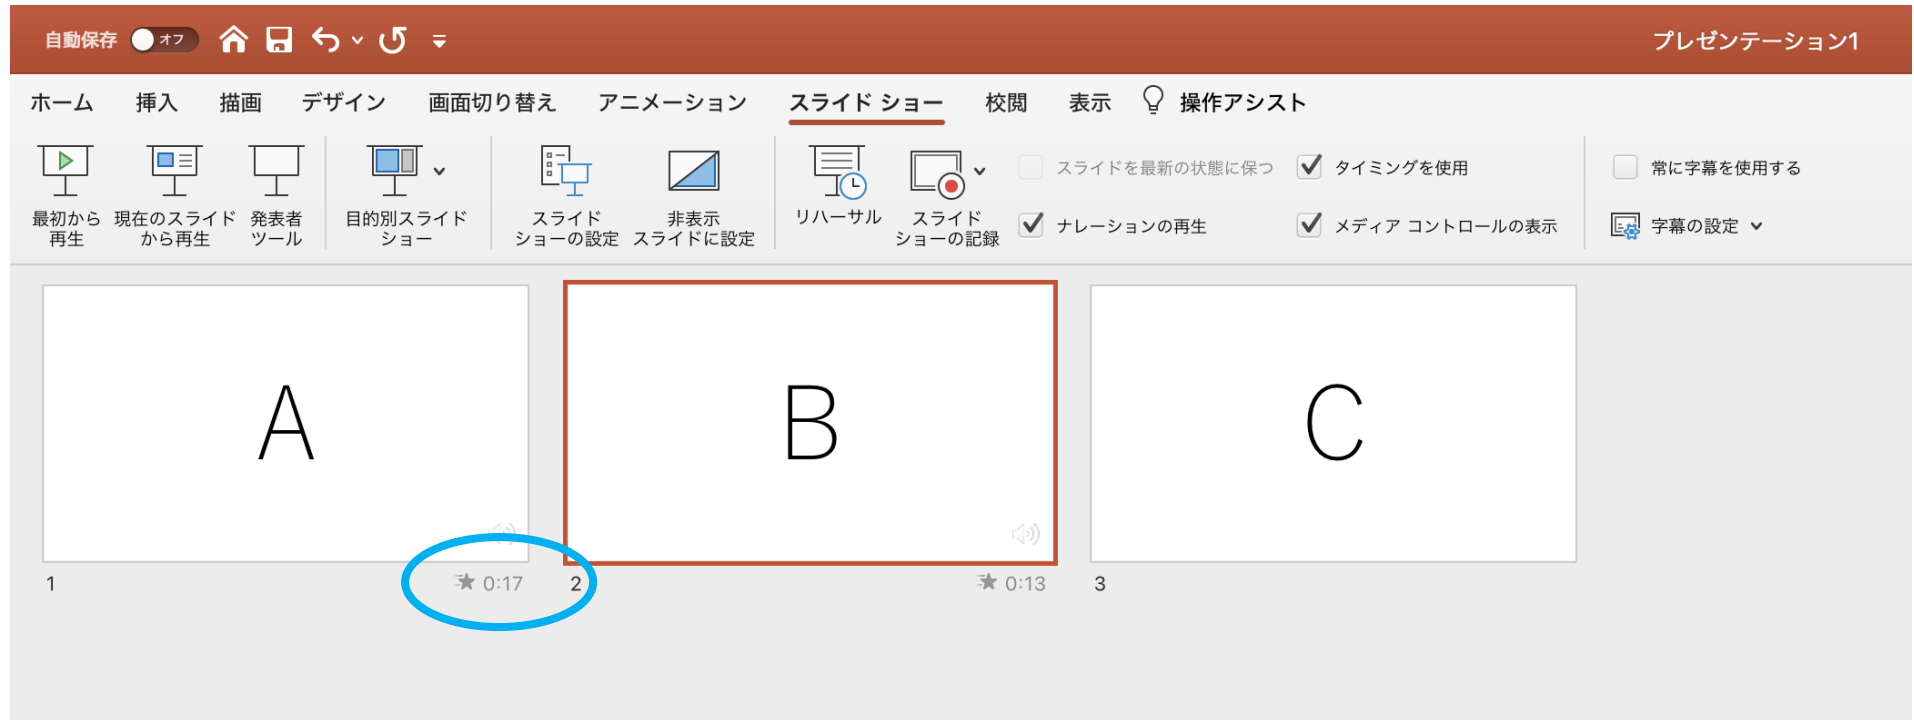 自動保存 オフ プレゼンテーション1
ホーム 挿入 描画 デザイン 画面切り替え アニメーション スライド ショー 校閲 表示 操作アシスト
最初から
再生
現在のスライド
から再生
発表者
ツール
目的別スライド
ショー
スライド
ショーの設定
非表示
スライドに設定
リハーサル
スライド
ショーの記録
スライドを最新の状態に保つ
ナレーションの再生
タイミングを使用
メディア コントロールの表示
常に字幕を使用する
字幕の設定
A
B
C
1 0:17
2 0:13
3